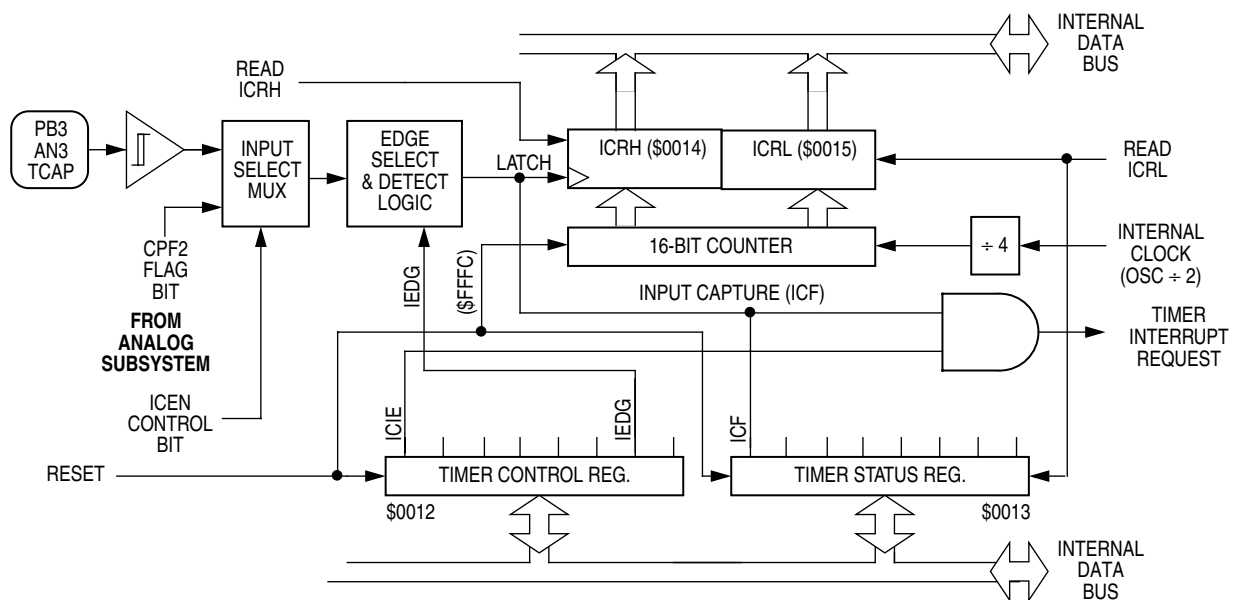 INTERNAL
DATA
BUS
READ
ICRH
PB3
AN3
TCAP
INPUT
SELECT
MUX
EDGE
SELECT
& DETECT
LOGIC
LATCH
ICRH ($0014)
ICRL ($0015)
READ
ICRL
CPF2
FLAG
BIT
FROM
ANALOG
SUBSYSTEM
16-BIT COUNTER
÷ 4
INTERNAL
CLOCK
(OSC ÷ 2)
IEDG
($FFFC)
INPUT CAPTURE (ICF)
TIMER
INTERRUPT
REQUEST
ICEN
CONTROL
BIT
ICIE
IEDG
ICF
RESET
TIMER CONTROL REG.
TIMER STATUS REG.
$0012
$0013
INTERNAL
DATA
BUS